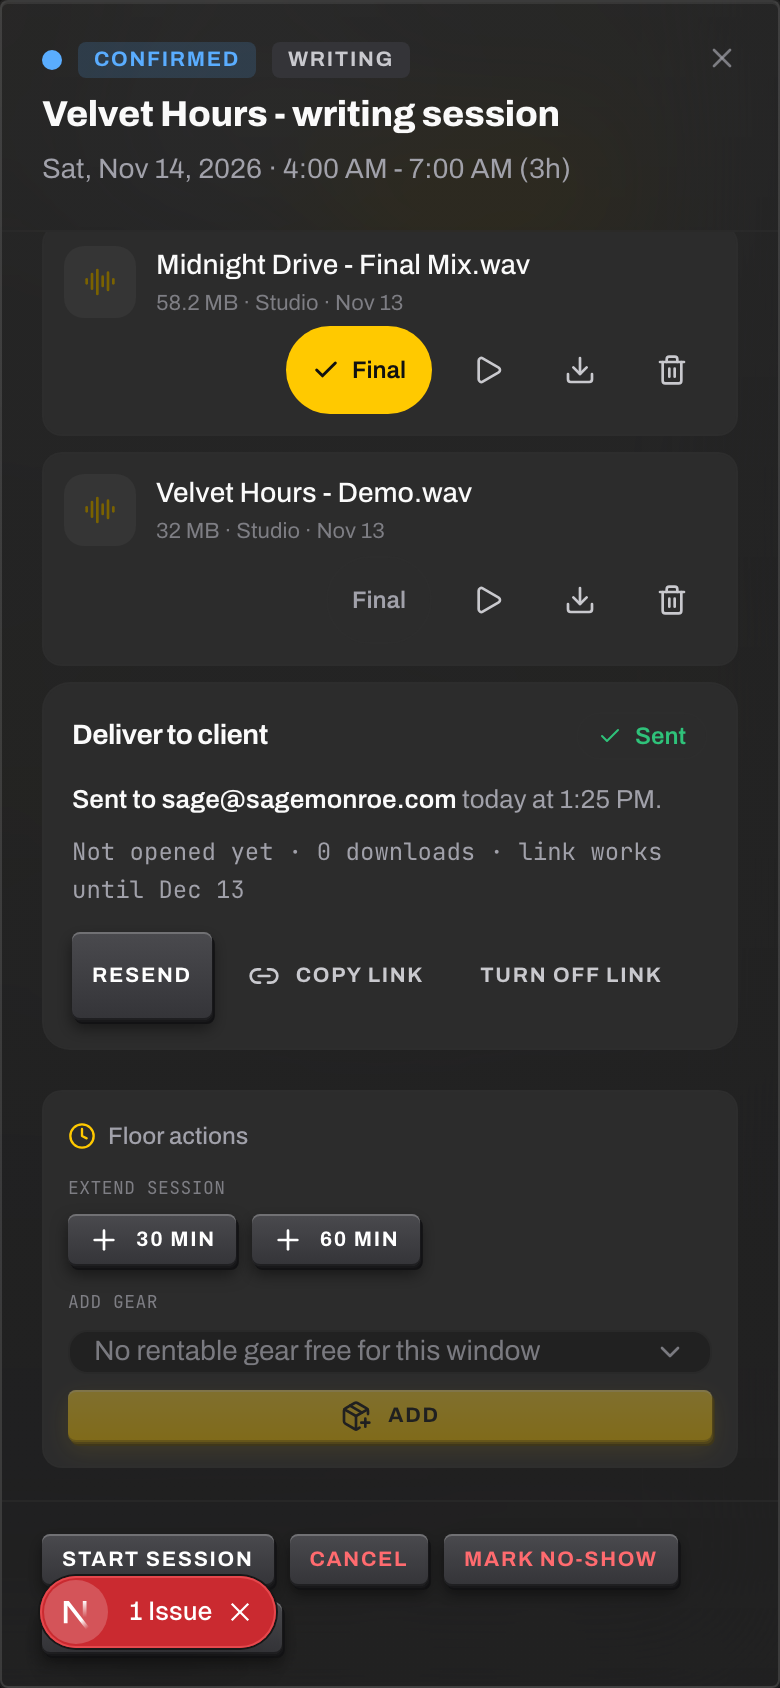 CONFIRMED WRITING
Velvet Hours - writing session
Sat, Nov 14, 2026 · 4:00 AM - 7:00 AM (3h)
Midnight Drive - Final Mix.wav
58.2 MB · Studio · Nov 13
Final
Velvet Hours - Demo.wav
32 MB · Studio · Nov 13
Final
Deliver to client Sent
Sent to sage@sagemonroe.com today at 1:25 PM.
Not opened yet · 0 downloads · link works
until Dec 13
RESEND COPY LINK TURN OFF LINK
Floor actions
EXTEND SESSION
30 MIN 60 MIN
ADD GEAR
No rentable gear free for this window
ADD
START SESSION CANCEL MARK NO-SHOW
N 1 Issue